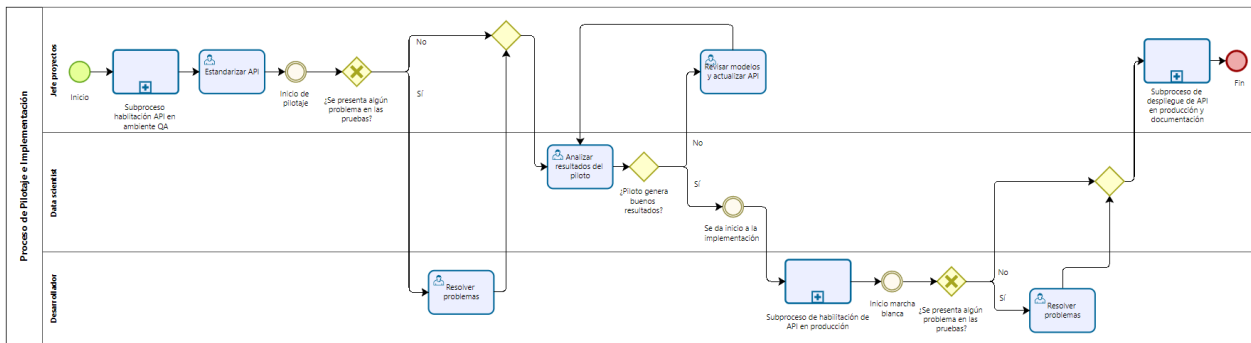 Proceso de Pilotaje e Implementación
Jefe proyectos
Inicio
Subproceso
habilitación API en
ambiente QA
Estandarizar API
Inicio de
pilotaje
¿Se presenta algún
problema en las
pruebas?
No
Sí
Revisar modelos
y actualizar API
Subproceso de
despliegue de API
en producción y
documentación
Fin
Data scientist
Analizar
resultados del
piloto
¿Piloto genera
buenos
resultados?
No
Sí
Se da inicio a la
implementación
Desarrollador
Resolver
problemas
Subproceso de habilitación de
API en producción
Inicio marcha
blanca
¿Se presenta algún
problema en las
pruebas?
No
Sí
Resolver
problemas